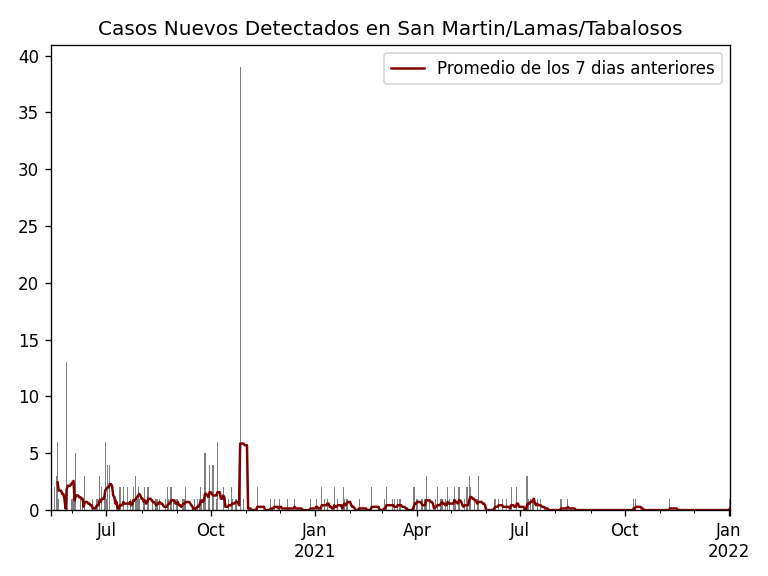 Casos Nuevos Detectados en San Martin/Lamas/Tabalosos
Promedio de los 7 dias anteriores
40
35
30
25
20
15
10
5
0
Jul
Oct
Jan
2021
Apr
Jul
Oct
Jan
2022